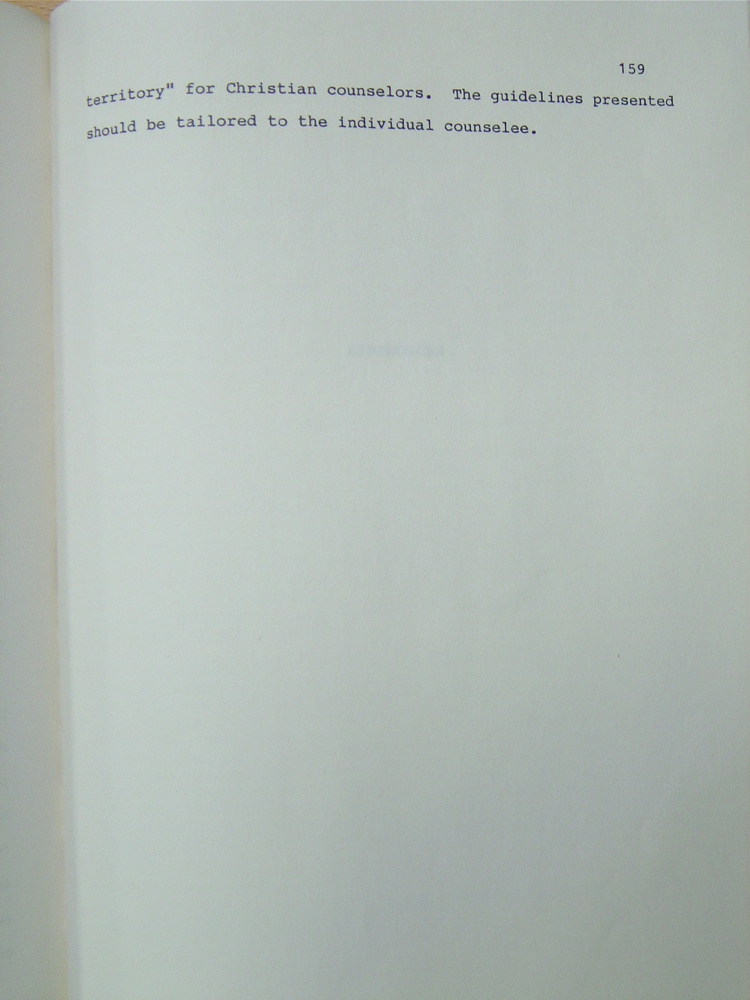 159
territory" for Christian counselors. The guidelines presented
should be tailored to the individual counselee.